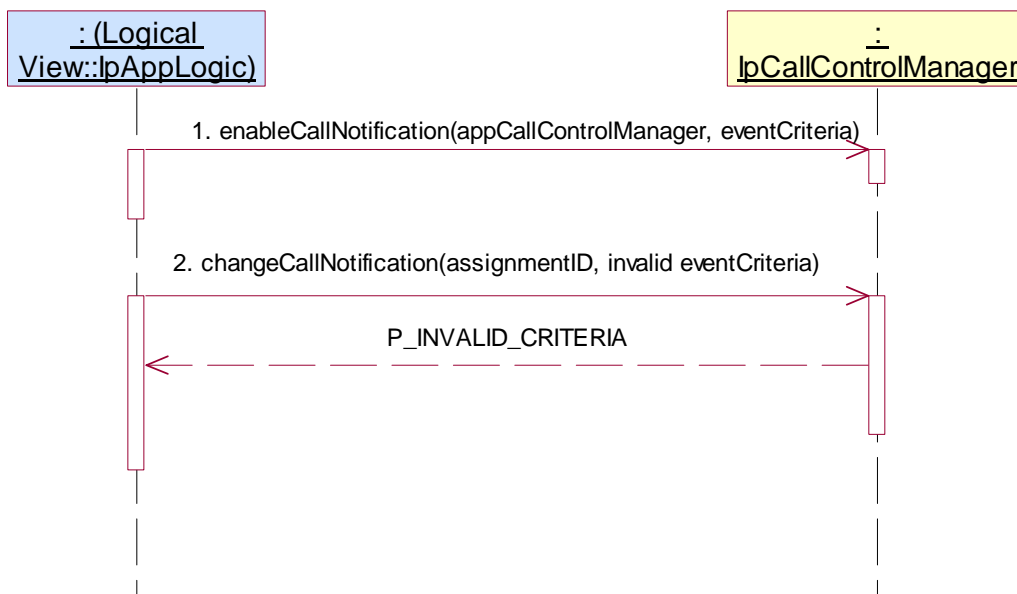 : (Logical
View::IpAppLogic)
:
IpCallControlManager
1. enableCallNotification(appCallControlManager, eventCriteria)
2. changeCallNotification(assignmentID, invalid eventCriteria)
P_INVALID_CRITERIA